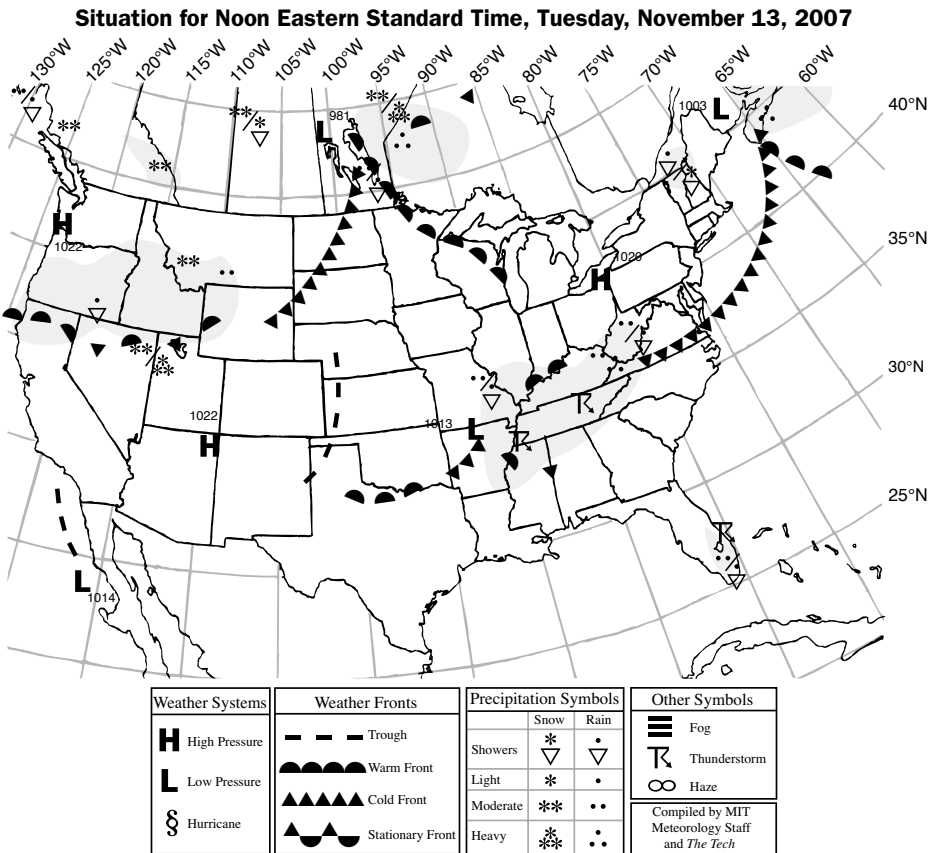 Situation for Noon Eastern Standard Time, Tuesday, November 13, 2007
130°W 125°W 120°W 115°W 110°W 105°W 100°W 95°W 90°W 85°W 80°W 75°W 70°W 65°W 60°W
40°N
35°N
30°N
25°N
981
L
1003
L
H
1022
1020
H
1022
H
1013
L
L
1014
Weather Systems
H High Pressure
L Low Pressure
§ Hurricane
Weather Fronts
Trough
Warm Front
Cold Front
Stationary Front
Precipitation Symbols
Snow Rain
Showers
Light
Moderate
Heavy
Other Symbols
Fog
Thunderstorm
Haze
Compiled by MIT
Meteorology Staff
and The Tech